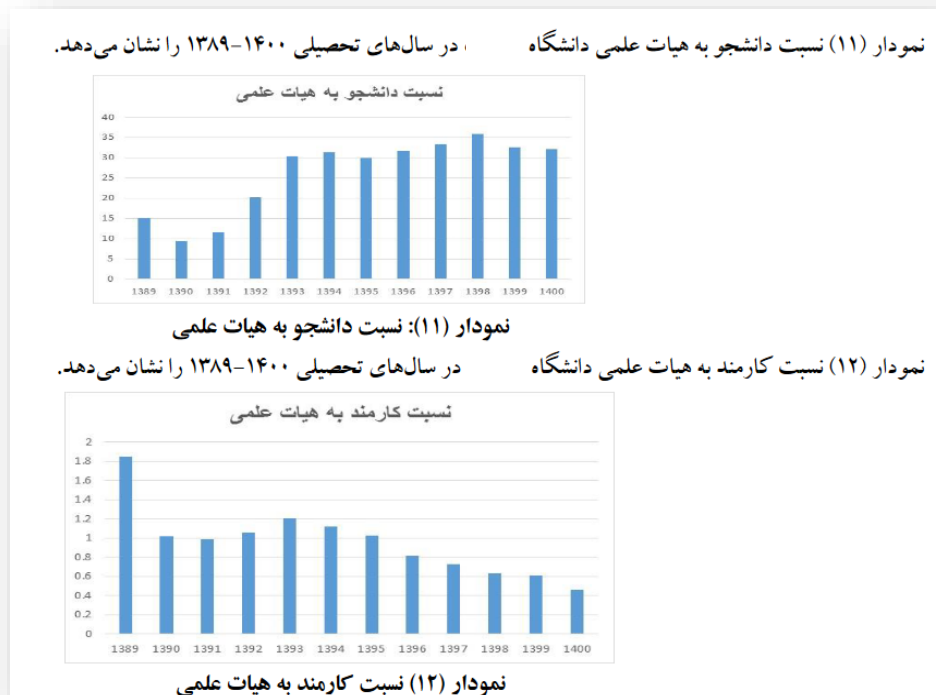 نمودار (۱۱) نسبت دانشجو به هیات علمی دانشگاه در سال‌های تحصیلی ۱۴۰۰-۱۳۸۹ را نشان می‌دهد.
نسبت دانشجو به هیات علمی
40
35
30
25
20
15
10
5
0
1389 1390 1391 1392 1393 1394 1395 1396 1397 1398 1399 1400
نمودار (۱۱): نسبت دانشجو به هیات علمی
نمودار (۱۲) نسبت کارمند به هیات علمی دانشگاه در سال‌های تحصیلی ۱۴۰۰-۱۳۸۹ را نشان می‌دهد.
نسبت کارمند به هیات علمی
2
1.8
1.6
1.4
1.2
1
0.8
0.6
0.4
0.2
0
1389 1390 1391 1392 1393 1394 1395 1396 1397 1398 1399 1400
نمودار (۱۲) نسبت کارمند به هیات علمی